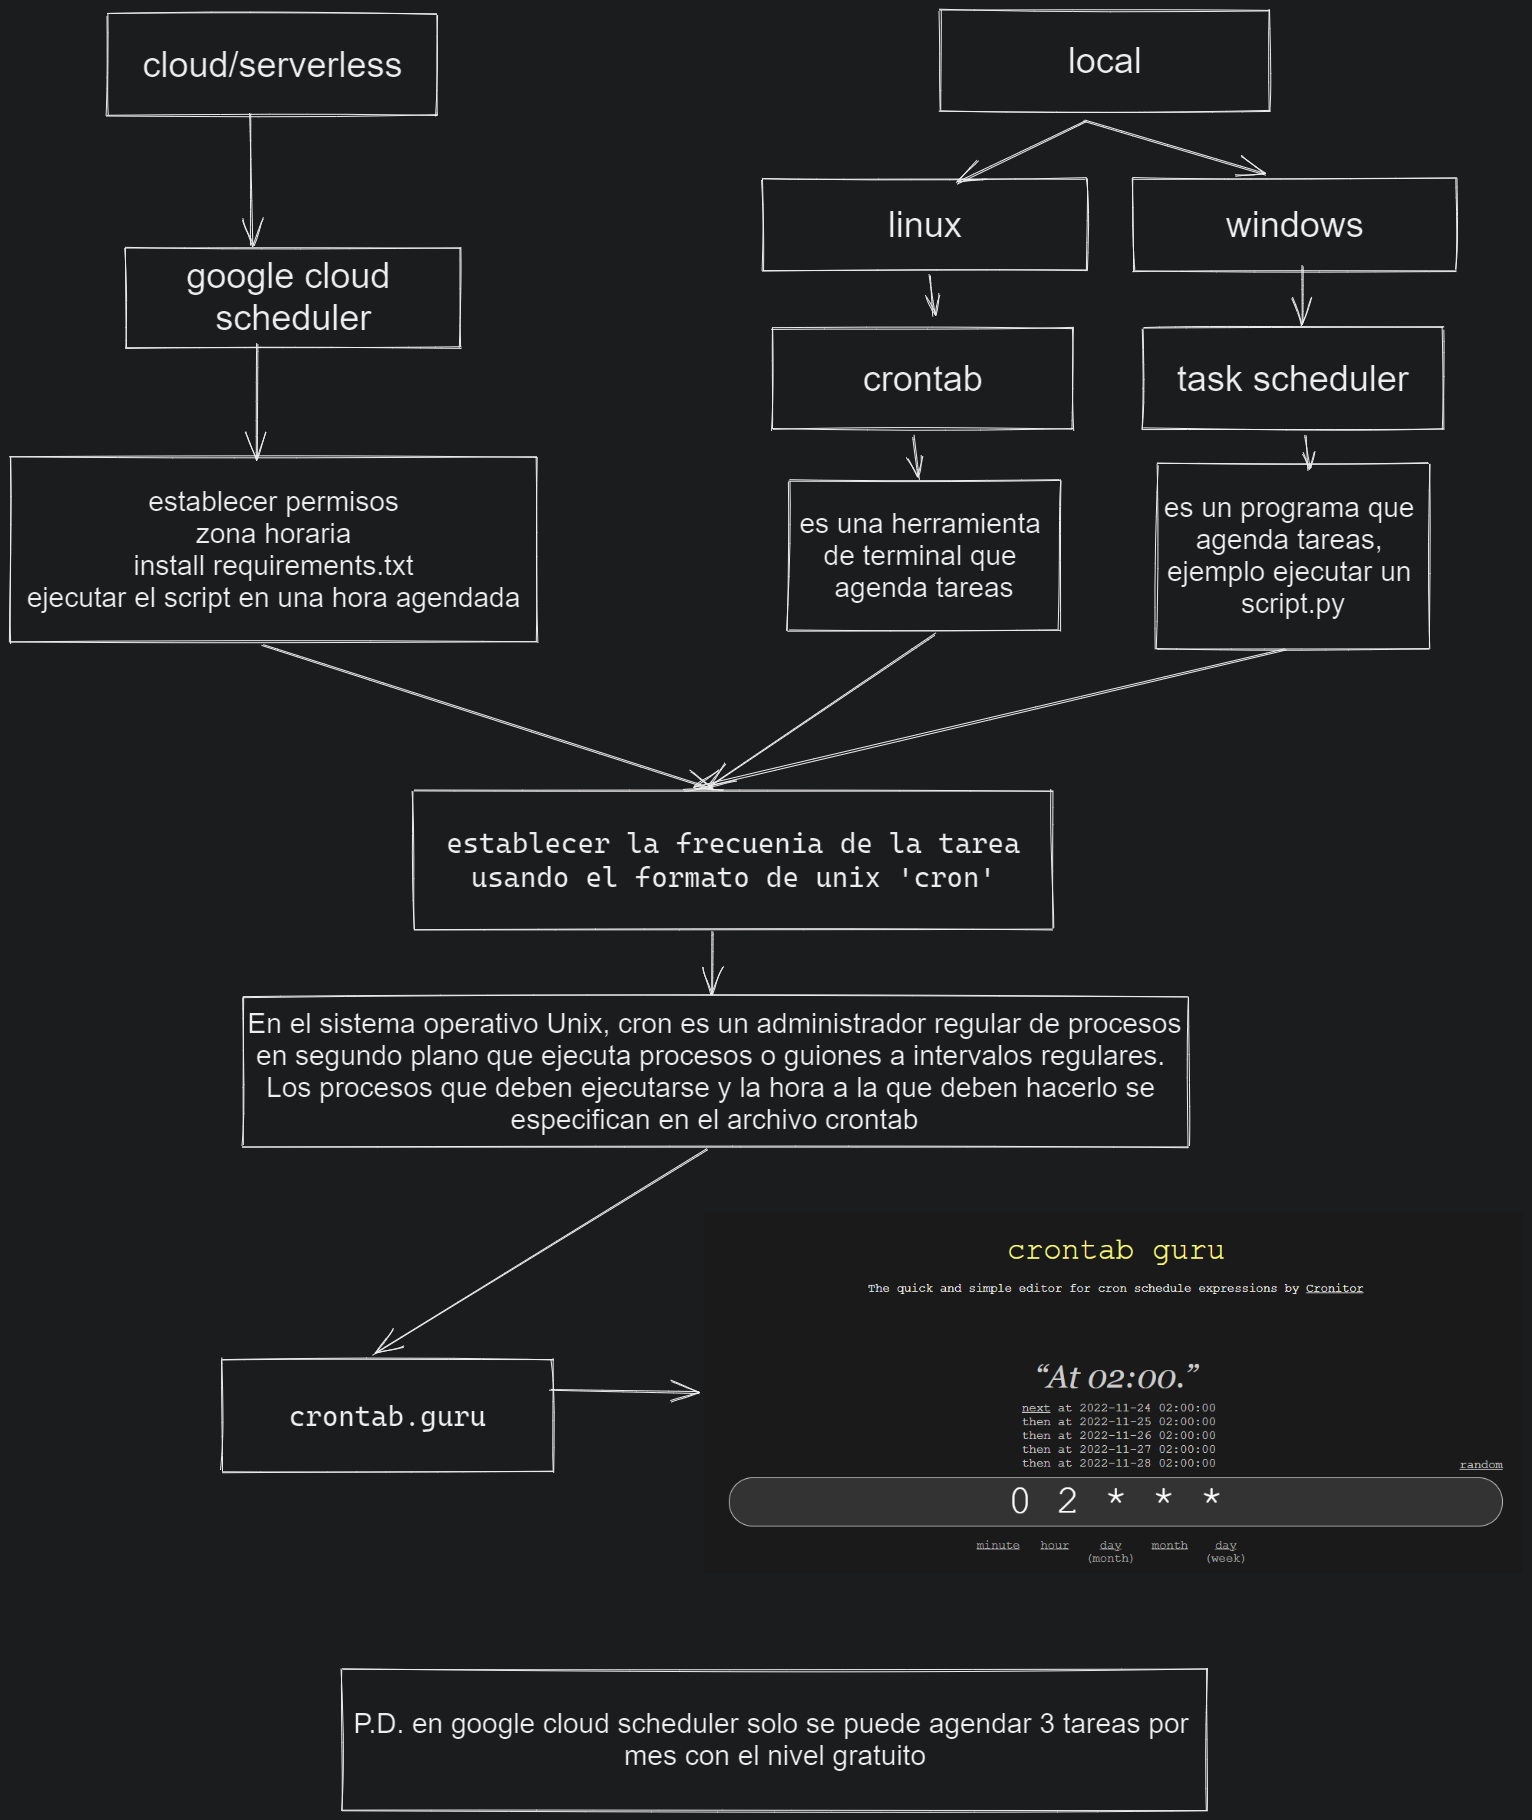 cloud/serverless
local
linux
windows
google cloud
scheduler
crontab
task scheduler
establecer permisos
zona horaria
install requirements.txt
ejecutar el script en una hora agendada
es una herramienta
de terminal que
agenda tareas
es un programa que
agenda tareas,
ejemplo ejecutar un
script.py
establecer la frecuenia de la tarea
usando el formato de unix 'cron'
En el sistema operativo Unix, cron es un administrador regular de procesos
en segundo plano que ejecuta procesos o guiones a intervalos regulares.
Los procesos que deben ejecutarse y la hora a la que deben hacerlo se
especifican en el archivo crontab
crontab.guru
crontab guru
The quick and simple editor for cron schedule expressions by Cronitor
“At 02:00.”
next at 2022-11-24 02:00:00
then at 2022-11-25 02:00:00
then at 2022-11-26 02:00:00
then at 2022-11-27 02:00:00
then at 2022-11-28 02:00:00
random
0 2 * * *
minute hour day month day
(month) (week)
P.D. en google cloud scheduler solo se puede agendar 3 tareas por
mes con el nivel gratuito